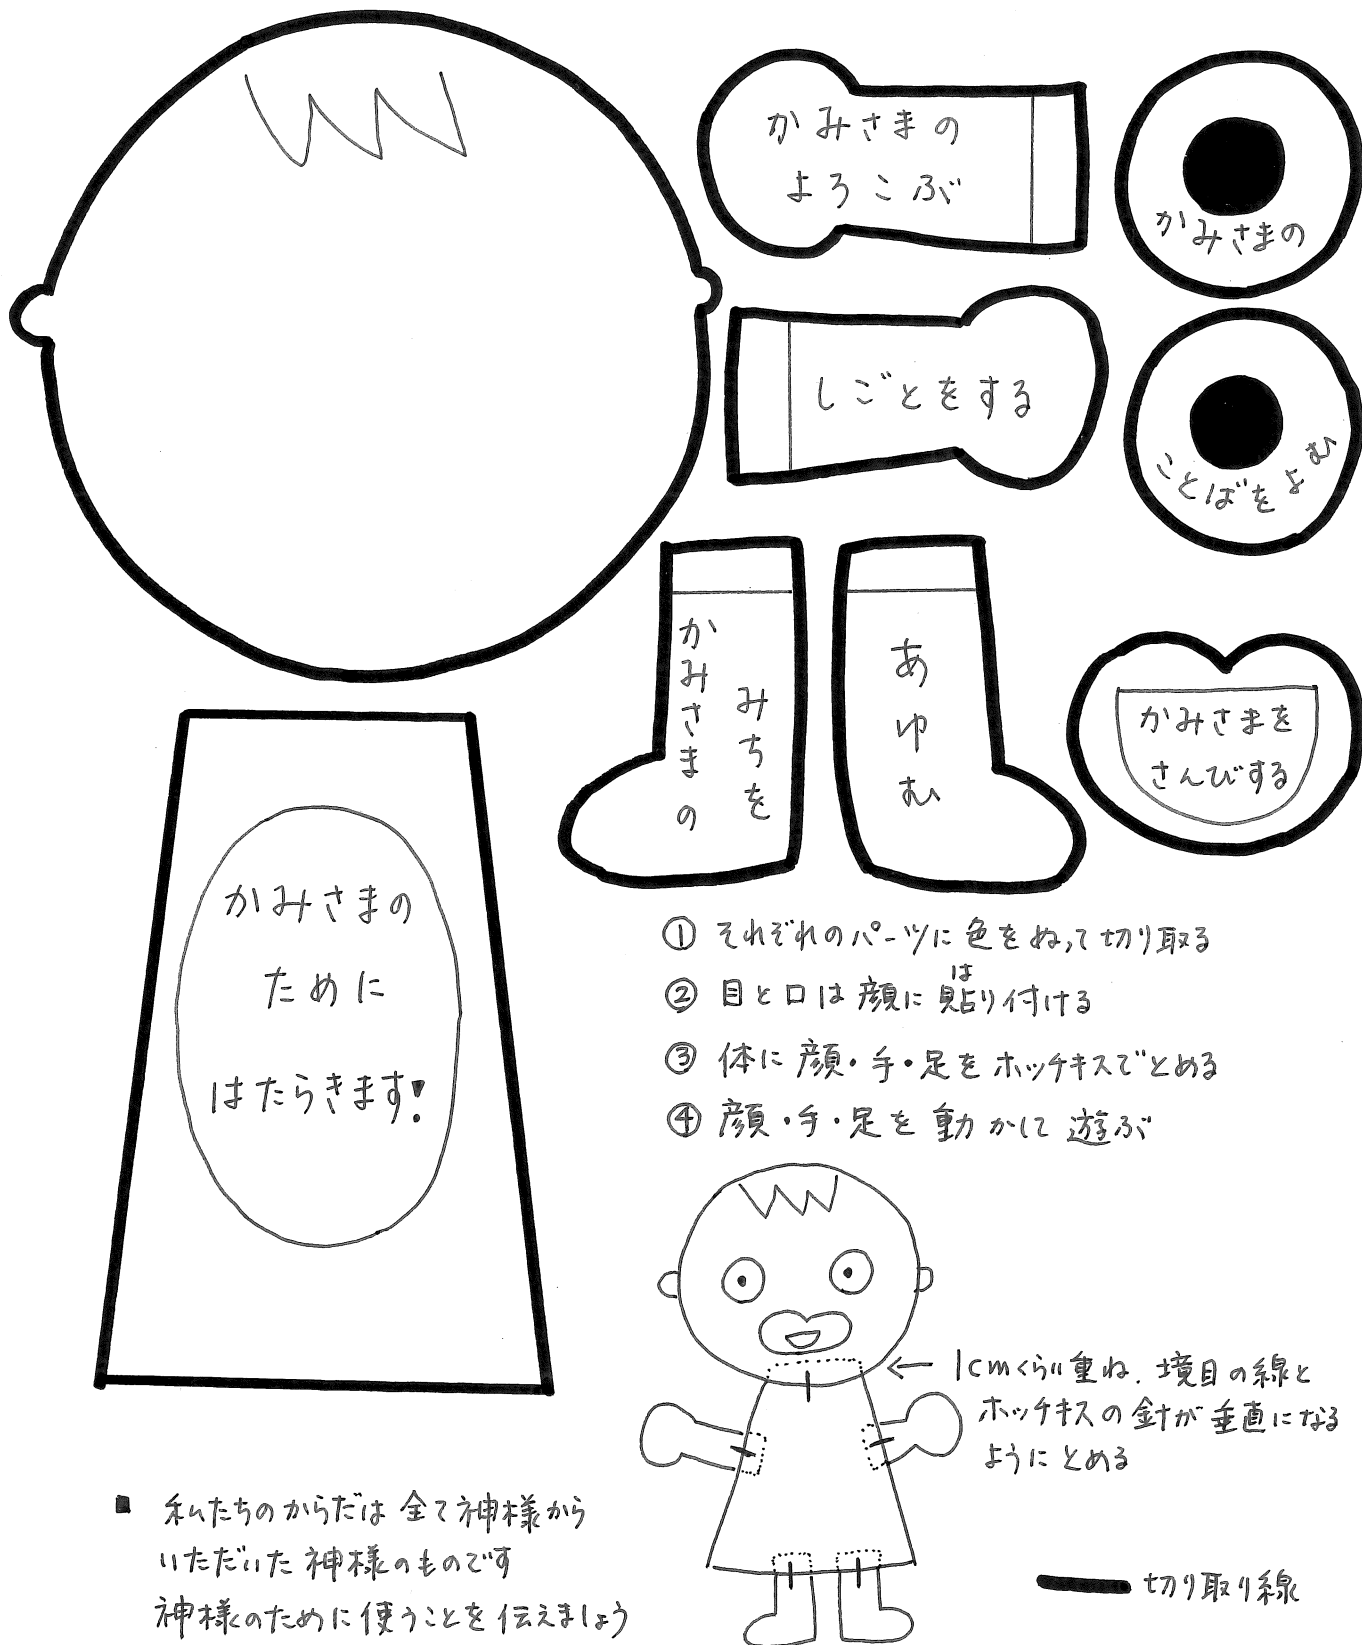 かみさまの
よろこぶ
かみさまの
しごとをする
ことばをよむ
かみさまの
みちを
あゆむ
かみさまを
さんびする
かみさまの
ために
はたらきます!
① それぞれのパーツに色をぬって切り取る
は
② 目と口は顔に貼り付ける
③ 体に顔・手・足をホッチキスでとめる
④ 顔・手・足を動かして遊ぶ
←1cmくらい重ね、境目の線と
ホッチキスの針が垂直になる
ようにとめる
■ 私たちのからだは全て神様から
いただいた神様のものです
神様のために使うことを伝えましょう
切り取り線